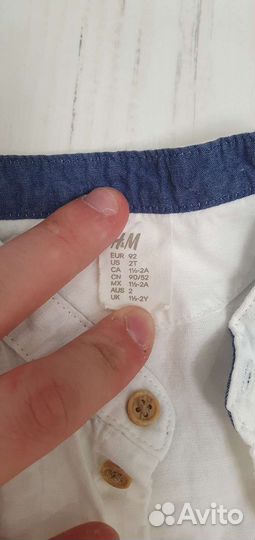 H&M
EUR 92
US 2T
CA 1½-2A
CN 90/52
MX 1½-2A
AUS 2
UK 1½-2Y
Avito